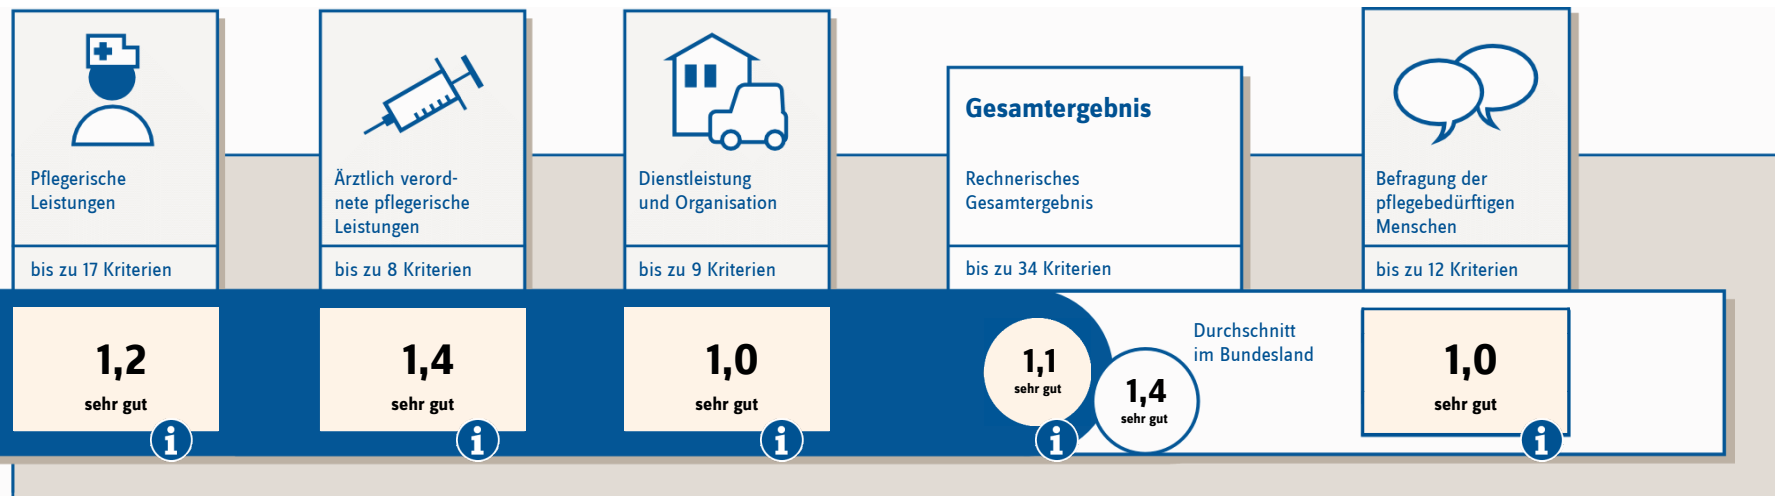 Pflegerische
Leistungen
bis zu 17 Kriterien
1,2
sehr gut
i
Ärztlich verord-
nete pflegerische
Leistungen
bis zu 8 Kriterien
1,4
sehr gut
i
Dienstleistung
und Organisation
bis zu 9 Kriterien
1,0
sehr gut
i
Gesamtergebnis
Rechnerisches
Gesamtergebnis
bis zu 34 Kriterien
1,1
sehr gut
i
1,4
sehr gut
Durchschnitt
im Bundesland
Befragung der
pflegebedürftigen
Menschen
bis zu 12 Kriterien
1,0
sehr gut
i